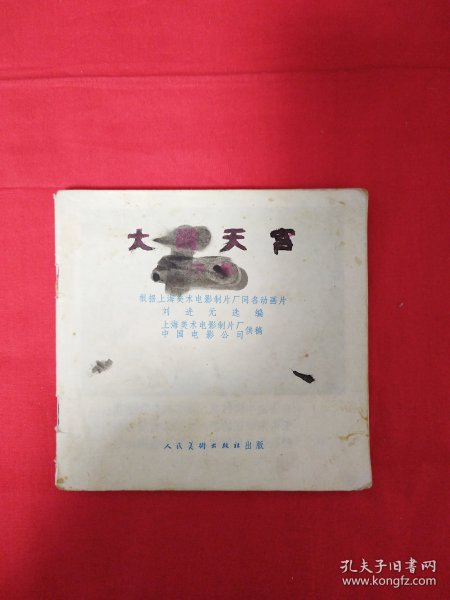 大 天宫
根据上海美术电影制片厂同名动画片
刘进元选编
上海美术电影制片厂
中国电影公司 供稿
人民美術出版社出版
孔夫子旧书网
www.kongfz.com